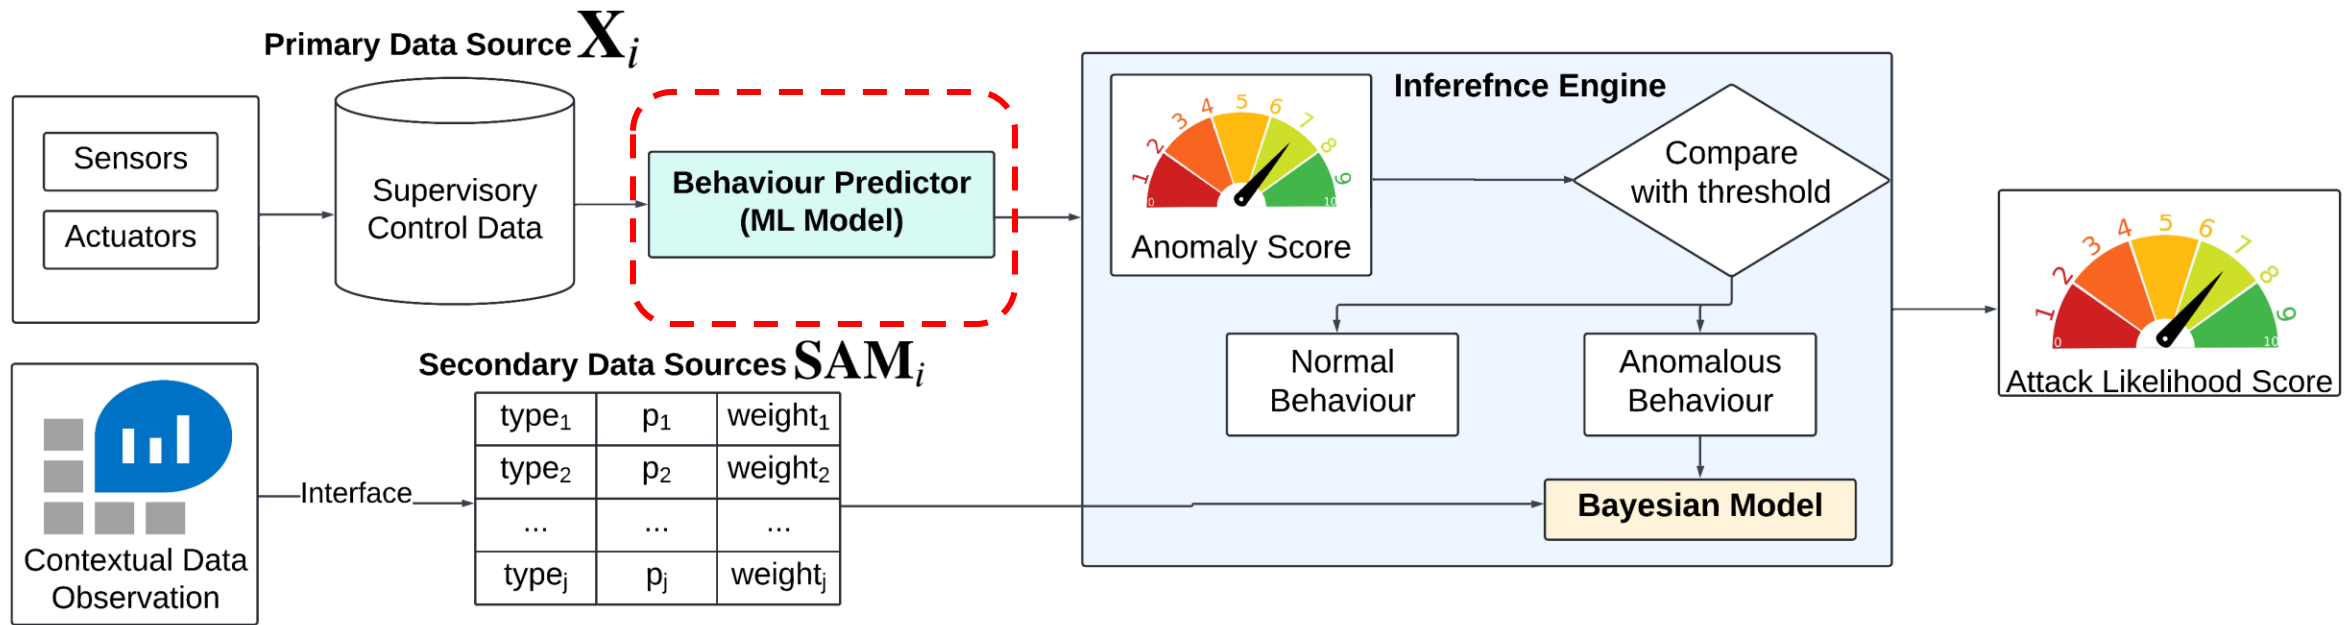 Primary Data Source X_i
Sensors
Actuators
Supervisory
Control Data
Behaviour Predictor
(ML Model)
Inferefnce Engine
1 2 3 4 5 6 7 8 9
0 10
Anomaly Score
Compare
with threshold
Normal
Behaviour
Anomalous
Behaviour
Bayesian Model
1 2 3 4 5 6 7 8 9
0 10
Attack Likelihood Score
Secondary Data Sources SAM_i
type₁ p₁ weight₁
type₂ p₂ weight₂
... ... ...
typeⱼ pⱼ weightⱼ
Interface
Contextual Data
Observation